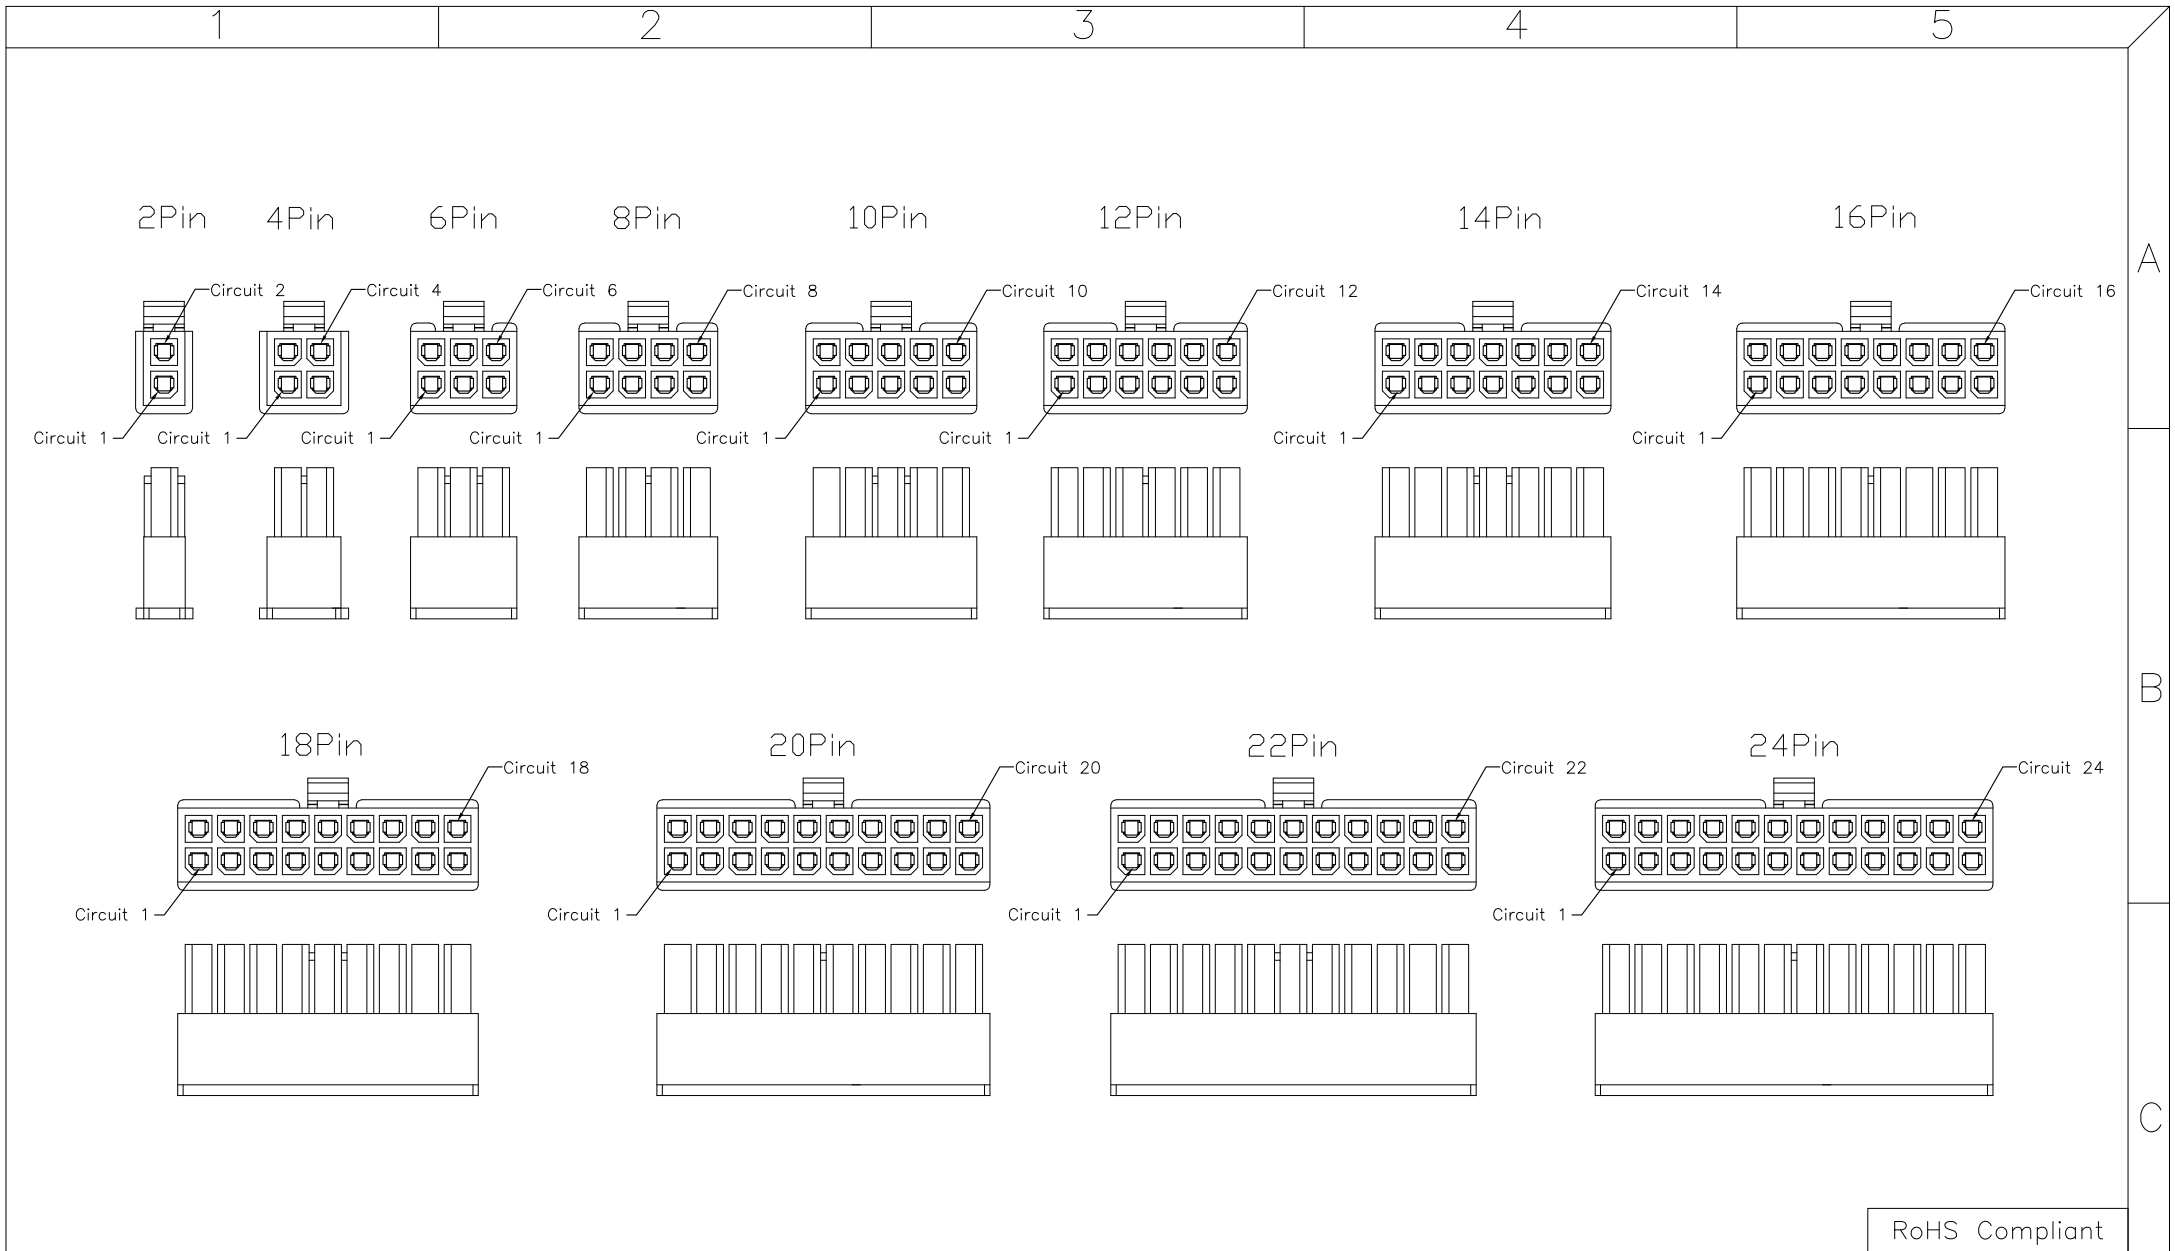 1 2 3 4 5
A
2Pin 4Pin 6Pin 8Pin 10Pin 12Pin 14Pin 16Pin
Circuit 2 Circuit 4 Circuit 6 Circuit 8 Circuit 10 Circuit 12 Circuit 14 Circuit 16
Circuit 1 Circuit 1 Circuit 1 Circuit 1 Circuit 1 Circuit 1 Circuit 1 Circuit 1
B
18Pin 20Pin 22Pin 24Pin
Circuit 18 Circuit 20 Circuit 22 Circuit 24
Circuit 1 Circuit 1 Circuit 1 Circuit 1
C
RoHS Compliant